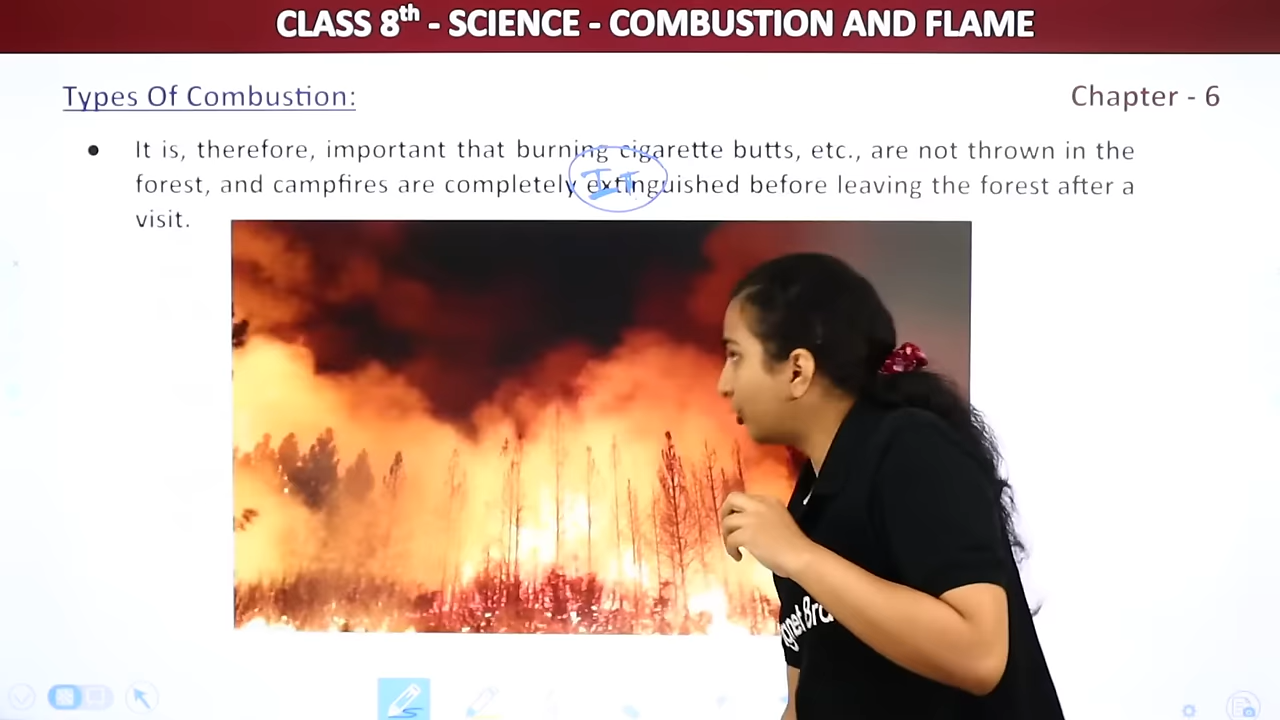 CLASS 8th - SCIENCE - COMBUSTION AND FLAME
Types Of Combustion:
Chapter - 6
• It is, therefore, important that burning cigarette butts, etc., are not thrown in the
forest, and campfires are completely extinguished before leaving the forest after a
visit.
IT